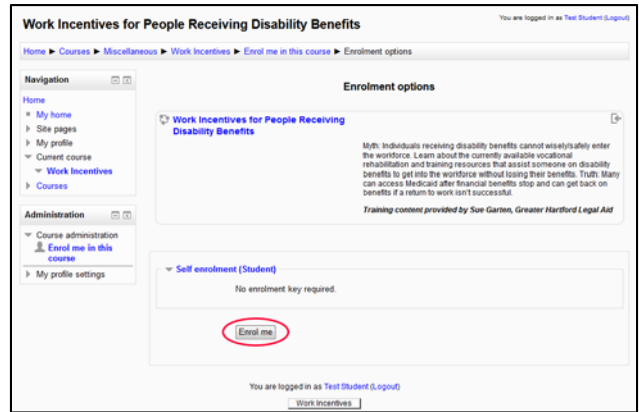 Work Incentives for People Receiving Disability Benefits
You are logged in as Test Student (Logout)
Home ► Courses ► Miscellaneous ► Work Incentives ► Enrol me in this course ► Enrolment options
Navigation
Home
My home
Site pages
My profile
Current course
Work Incentives
Courses
Administration
Course administration
Enrol me in this
course
My profile settings
Enrolment options
Work Incentives for People Receiving
Disability Benefits
Myth: Individuals receiving disability benefits cannot wisely/safely enter
the workforce. Learn about the currently available vocational
rehabilitation and training resources that assist someone on disability
benefits to get into the workforce without losing their benefits. Truth: Many
can access Medicaid after financial benefits stop and can get back on
benefits if a return to work isn't successful.
Training content provided by Sue Garten, Greater Hartford Legal Aid
Self enrolment (Student)
No enrolment key required.
Enrol me
You are logged in as Test Student (Logout)
Work Incentives